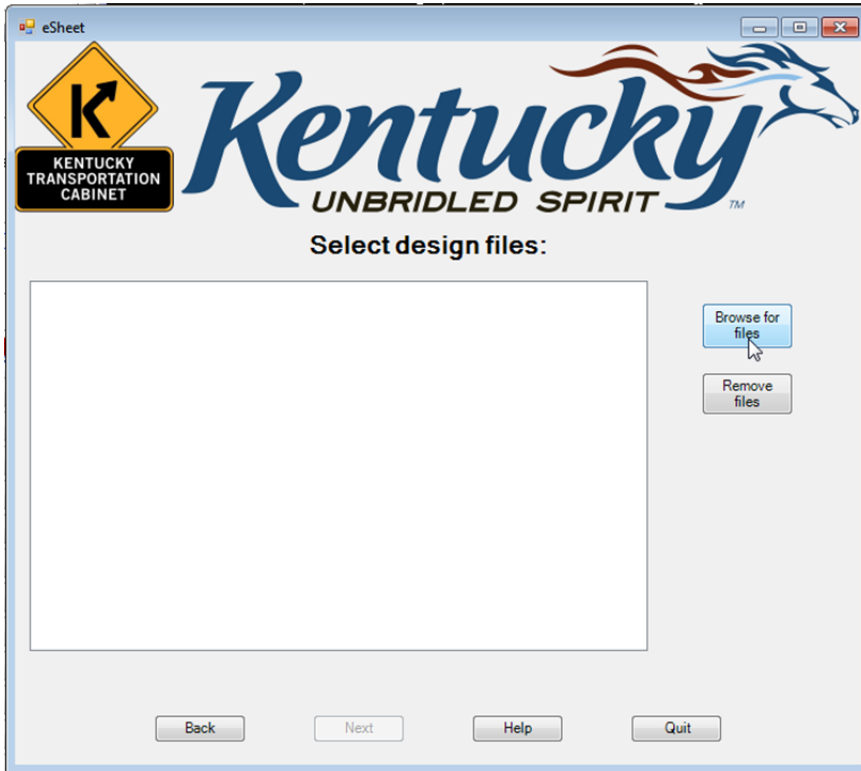 eSheet
K
KENTUCKY
TRANSPORTATION
CABINET
Kentucky
UNBRIDLED SPIRIT TM
Select design files:
Browse for
files
Remove
files
Back Next Help Quit